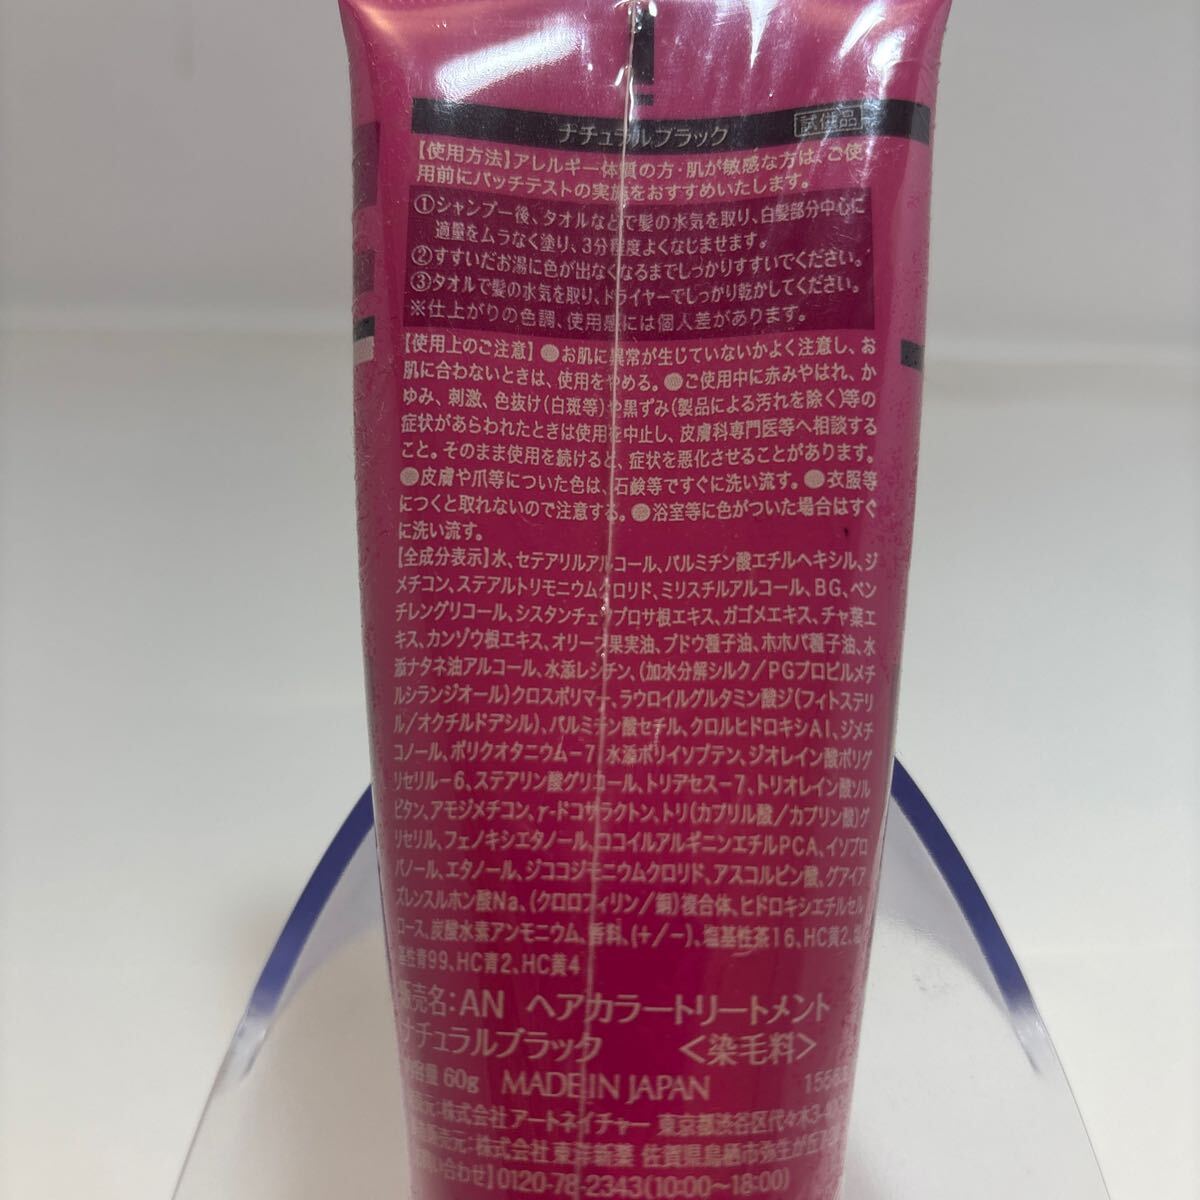 ナチュラルブラック 試供品
【使用方法】アレルギー体質の方・肌が敏感な方は、ご使
用前にパッチテストの実施をおすすめいたします。
①シャンプー後、タオルなどで髪の水気を取り、白髪部分中心に
適量をムラなく塗り、3分程度よくなじませます。
②すすいだお湯に色が出なくなるまでしっかりすすいでください。
③タオルで髪の水気を取り、ドライヤーでしっかり乾かしてください。
※仕上がりの色調、使用感には個人差があります。
【使用上のご注意】●お肌に異常が生じていないかよく注意し、お
肌に合わないときは、使用をやめる。●ご使用中に赤みやはれ、か
ゆみ、刺激、色抜け(白斑等)や黒ずみ(製品による汚れを除く)等の
症状があらわれたときは使用を中止し、皮膚科専門医等へ相談する
こと。そのまま使用を続けると、症状を悪化させることがあります。
●皮膚や爪等についた色は、石鹸等ですぐに洗い流す。●衣服等
につくと取れないので注意する。●浴室等に色がついた場合はすぐ
に洗い流す。
【全成分表示】水、セテアリルアルコール、パルミチン酸エチルヘキシル、ジ
メチコン、ステアルトリモニウムクロリド、ミリスチルアルコール、BG、ペン
チレングリコール、シスタンチェツブロサ根エキス、ガゴメエキス、チャ葉エ
キス、カンゾウ根エキス、オリーブ果実油、ブドウ種子油、ホホバ種子油、水
添ナタネ油アルコール、水添レシチン、(加水分解シルク/PGプロピルメチ
ルシランジオール)クロスポリマー、ラウロイルグルタミン酸ジ(フィトステリ
ル/オクチルドデシル)、パルミチン酸セチル、クロルヒドロキシAl、ジメチ
コノール、ポリクオタニウム-7、水添ポリイソブテン、ジオレイン酸ポリグ
リセリル-6、ステアリン酸グリコール、トリデセス-7、トリオレイン酸ソル
ビタン、アモジメチコン、γ-ドコサラクトン、トリ(カプリル酸/カプリン酸)グ
リセリル、フェノキシエタノール、ココイルアルギニンエチルPCA、イソプロ
パノール、エタノール、ジココジモニウムクロリド、アスコルビン酸、グアイア
ズレンスルホン酸Na、(クロロフィリン/銅)複合体、ヒドロキシエチルセル
ロース、炭酸水素アンモニウム、香料、(+/-)、塩基性茶16、HC黄2、塩
基性青99、HC青2、HC黄4
販売名:AN ヘアカラートリートメント
ナチュラルブラック <染毛料>
内容量 60g MADE IN JAPAN
元:株式会社アートネイチャー 東京都渋谷区代々木3-40
元:株式会社 東洋新薬 佐賀県鳥栖市弥生が丘7-
合わせ】0120-78-2343(10:00~18:00)